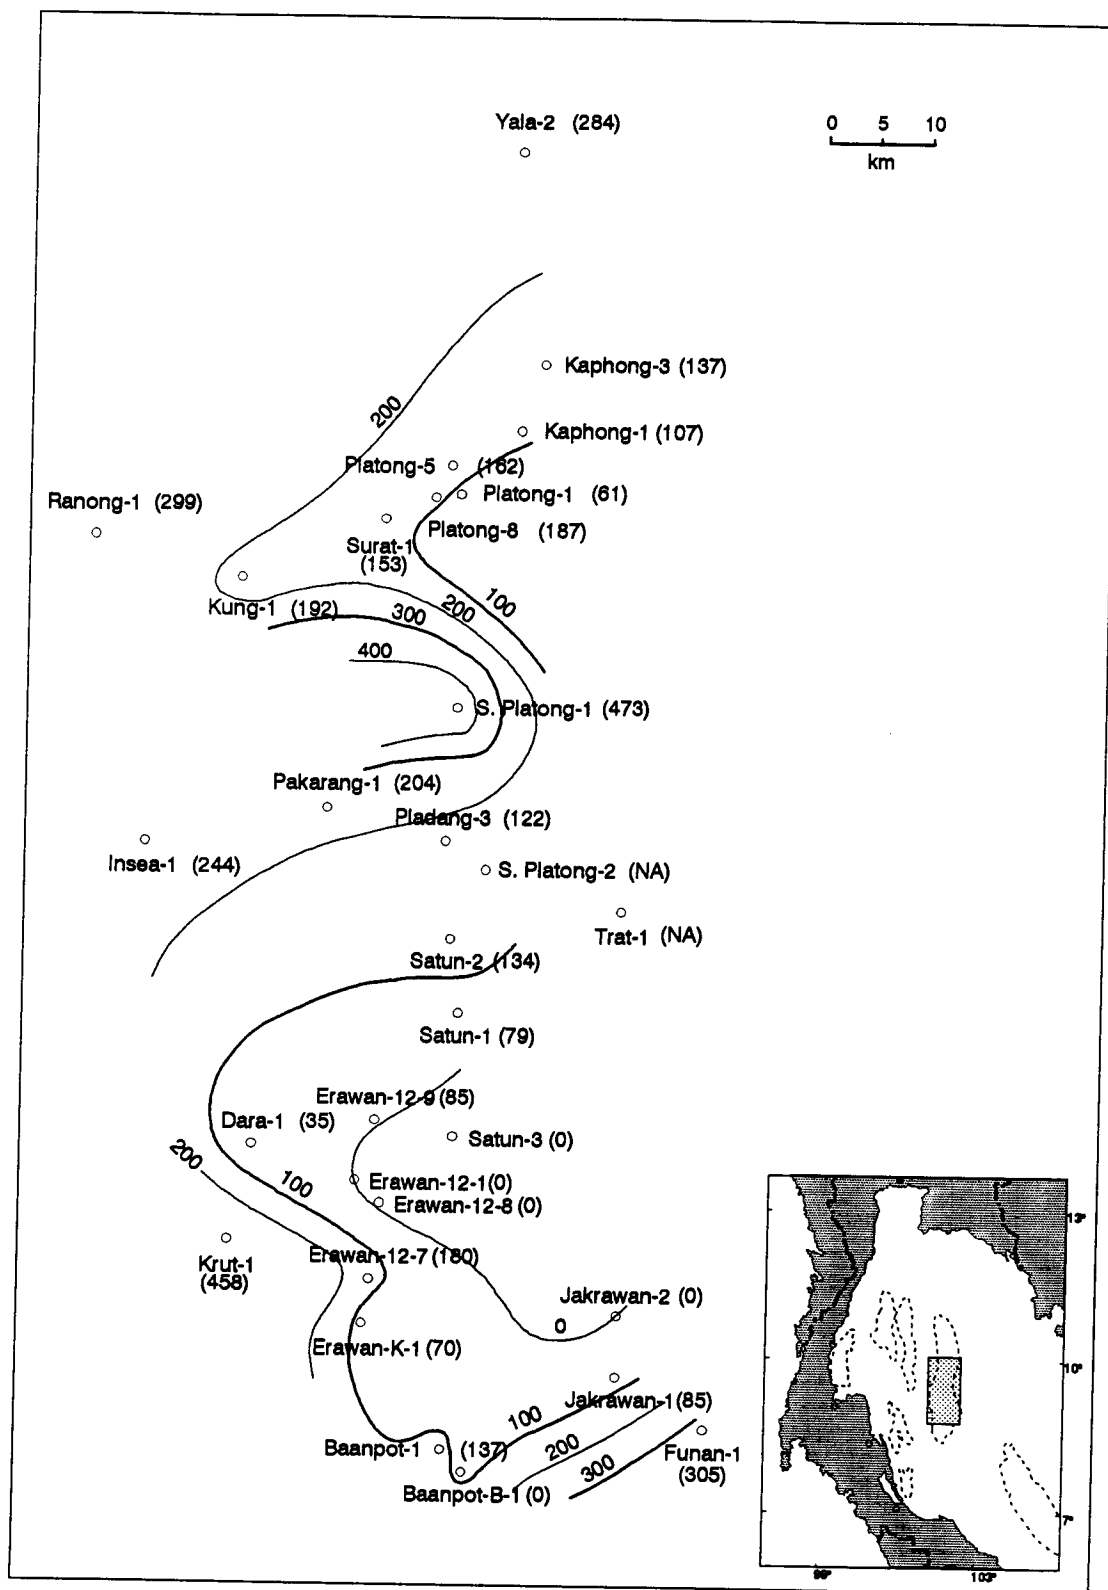 Yala-2 (284)
0 5 10
km
Kaphong-3 (137)
200
Kaphong-1 (107)
Platong-5 (162)
Ranong-1 (299)
Platong-1 (61)
Platong-8 (187)
Surat-1
(153)
Kung-1 (192)
300
200
100
400
S. Platong-1 (473)
Pakarang-1 (204)
Pladang-3 (122)
Insea-1 (244)
S. Platong-2 (NA)
Trat-1 (NA)
Satun-2 (134)
Satun-1 (79)
Erawan-12-9 (85)
Dara-1 (35)
Satun-3 (0)
200
100
Erawan-12-1 (0)
Erawan-12-8 (0)
13°
Krut-1
(458)
Erawan-12-7 (180)
Jakrawan-2 (0)
0
Erawan-K-1 (70)
10°
Jakrawan-1 (85)
100
Baanpot-1 (137)
200
300
Funan-1
(305)
Baanpot-B-1 (0)
7°
99° 103°